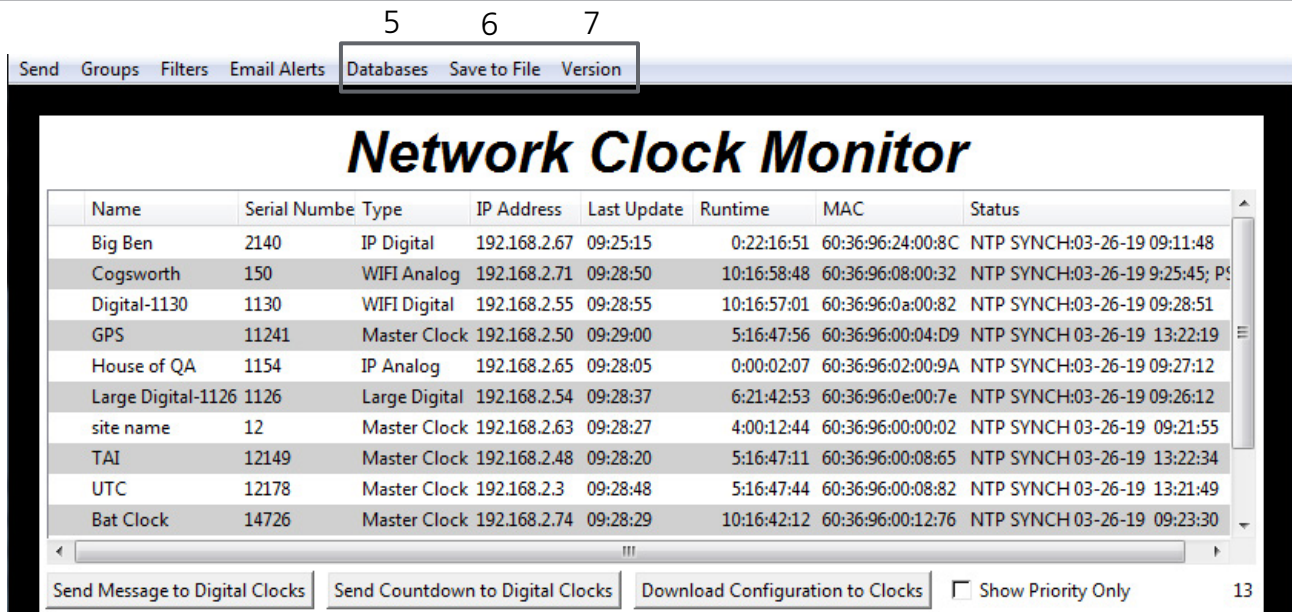 5 6 7
Send Groups Filters Email Alerts Databases Save to File Version
Network Clock Monitor
Name Serial Numbe Type IP Address Last Update Runtime MAC Status
Big Ben 2140 IP Digital 192.168.2.67 09:25:15 0:22:16:51 60:36:96:24:00:8C NTP SYNCH:03-26-19 09:11:48
Cogsworth 150 WIFI Analog 192.168.2.71 09:28:50 10:16:58:48 60:36:96:08:00:32 NTP SYNCH:03-26-19 9:25:45; PS
Digital-1130 1130 WIFI Digital 192.168.2.55 09:28:55 10:16:57:01 60:36:96:0a:00:82 NTP SYNCH:03-26-19 09:28:51
GPS 11241 Master Clock 192.168.2.50 09:29:00 5:16:47:56 60:36:96:00:04:D9 NTP SYNCH 03-26-19 13:22:19
House of QA 1154 IP Analog 192.168.2.65 09:28:05 0:00:02:07 60:36:96:02:00:9A NTP SYNCH:03-26-19 09:27:12
Large Digital-1126 1126 Large Digital 192.168.2.54 09:28:37 6:21:42:53 60:36:96:0e:00:7e NTP SYNCH:03-26-19 09:26:12
site name 12 Master Clock 192.168.2.63 09:28:27 4:00:12:44 60:36:96:00:00:02 NTP SYNCH 03-26-19 09:21:55
TAI 12149 Master Clock 192.168.2.48 09:28:20 5:16:47:11 60:36:96:00:08:65 NTP SYNCH 03-26-19 13:22:34
UTC 12178 Master Clock 192.168.2.3 09:28:48 5:16:47:44 60:36:96:00:08:82 NTP SYNCH 03-26-19 13:21:49
Bat Clock 14726 Master Clock 192.168.2.74 09:28:29 10:16:42:12 60:36:96:00:12:76 NTP SYNCH 03-26-19 09:23:30
Send Message to Digital Clocks Send Countdown to Digital Clocks Download Configuration to Clocks Show Priority Only 13